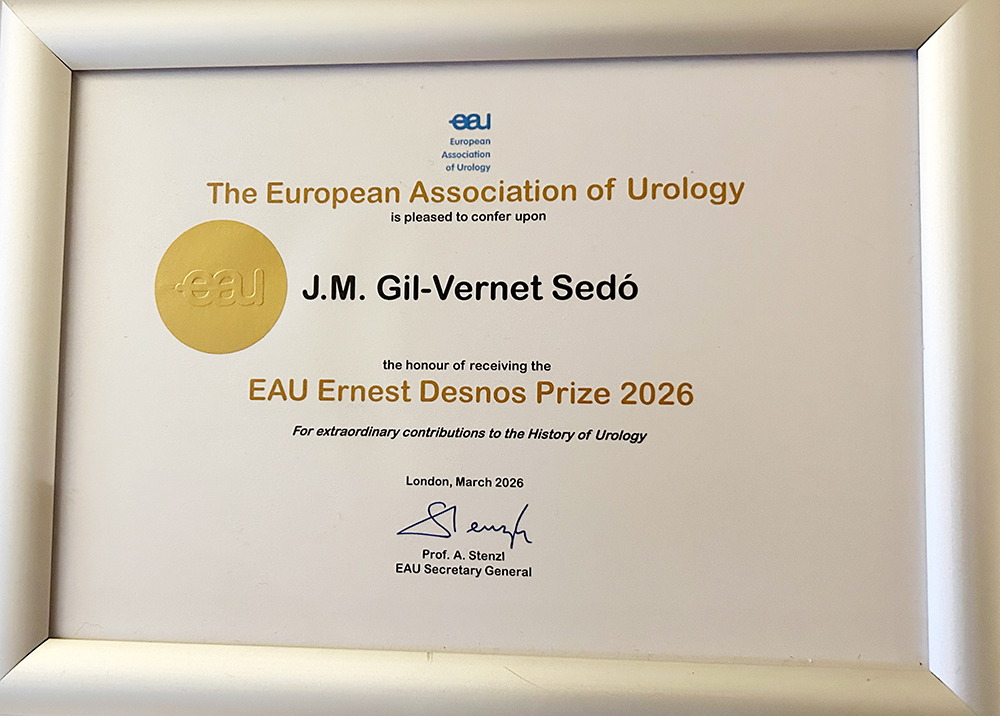 eau
European
Association
of Urology
The European Association of Urology
is pleased to confer upon
eau
J.M. Gil-Vernet Sedó
the honour of receiving the
EAU Ernest Desnos Prize 2026
For extraordinary contributions to the History of Urology
London, March 2026
Stenzl
Prof. A. Stenzl
EAU Secretary General